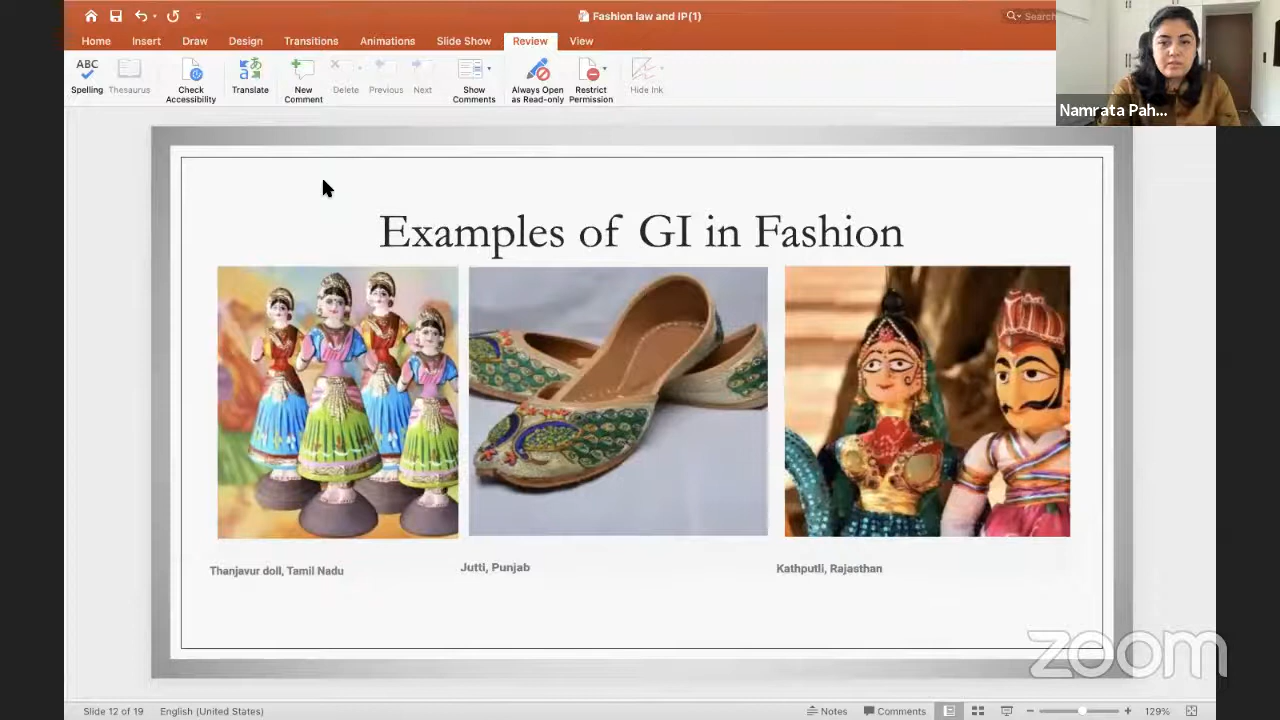 Fashion law and IP(1)
Search
Home Insert Draw Design Transitions Animations Slide Show Review View
ABC
Spelling Thesaurus Check Accessibility Translate New Comment Delete Previous Next Show Comments Always Open as Read-only Restrict Permission Hide Ink
Namrata Pah...
Examples of GI in Fashion
Thanjavur doll, Tamil Nadu
Jutti, Punjab
Kathputli, Rajasthan
zoom
Slide 12 of 19 English (United States) Notes Comments 129%